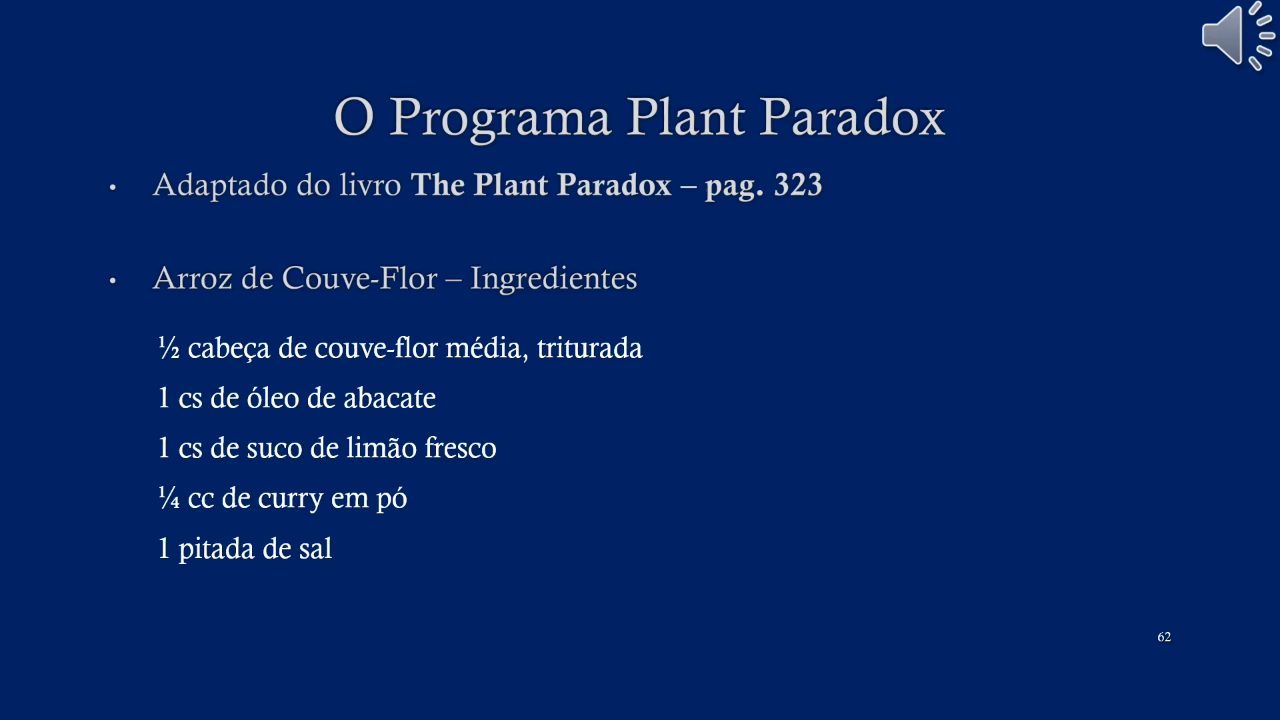 O Programa Plant Paradox
• Adaptado do livro The Plant Paradox – pag. 323
• Arroz de Couve-Flor – Ingredientes
½ cabeça de couve-flor média, triturada
1 cs de óleo de abacate
1 cs de suco de limão fresco
¼ cc de curry em pó
1 pitada de sal
62